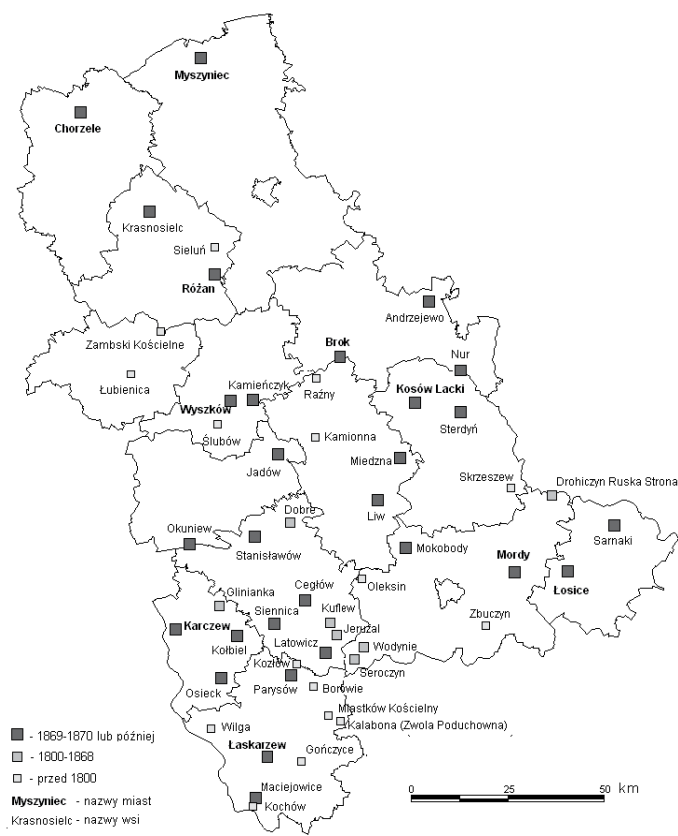 Myszyniec
Chorzele
Krasnosielc
Sieluń
Różan
Andrzejewo
Zambski Kościelne
Brok
Nur
Łubienica
Kamieńczyk
Raźny
Kosów Lacki
Wyszków
Sterdyń
Ślubów
Kamionna
Jadów
Miedzna
Skrzeszew
Drohiczyn Ruska Strona
Liw
Dobre
Sarnaki
Okuniew
Stanisławów
Mokobody
Mordy
Łosice
Cegłów
Oleksin
Glinianka
Siennica
Kuflew
Zbuczyn
Karczew
Jeruzal
Kołbiel
Latowicz
Wodynie
Kozłów
Seroczyn
Osieck
Parysów
Borowie
Miastków Kościelny
Wilga
Kalabona (Zwola Poduchowna)
Łaskarzew
Gończyce
Maciejowice
Kochów
- 1869-1870 lub później
- 1800-1868
- przed 1800
Myszyniec - nazwy miast
Krasnosielc - nazwy wsi
0 25 50 km